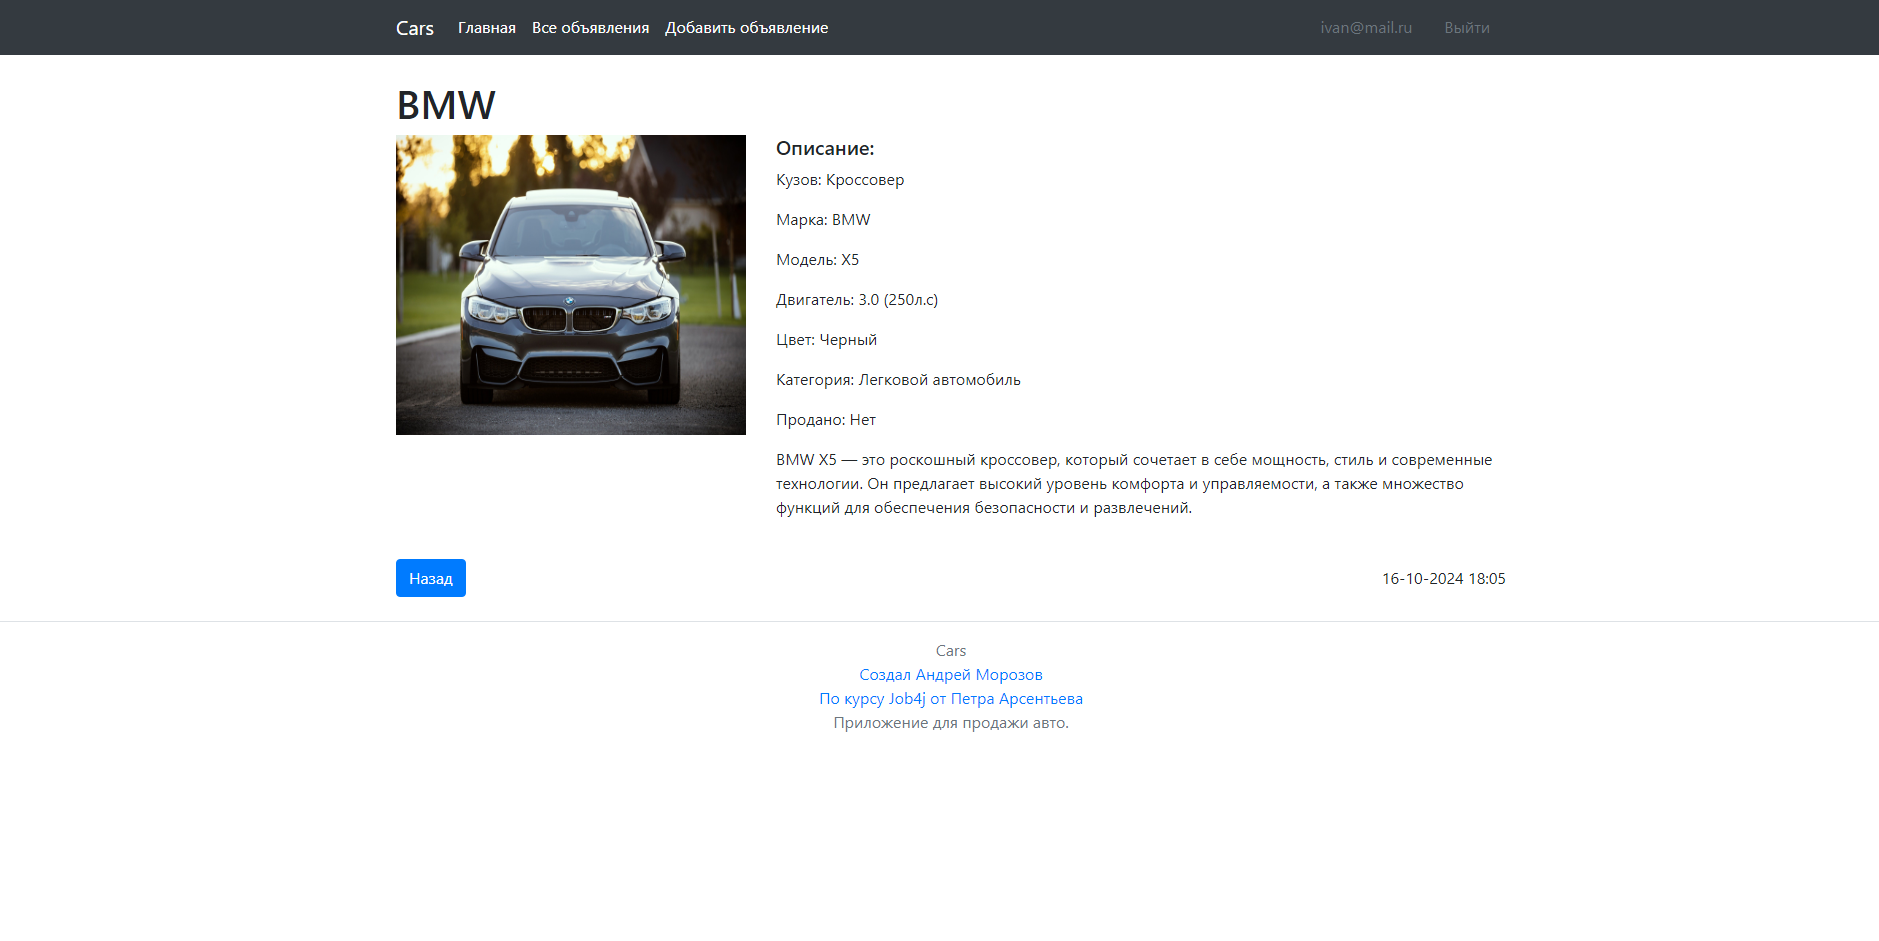 Cars Главная Все объявления Добавить объявление ivan@mail.ru Выйти
BMW
Описание:
Кузов: Кроссовер
Марка: BMW
Модель: X5
Двигатель: 3.0 (250л.с)
Цвет: Черный
Категория: Легковой автомобиль
Продано: Нет
BMW X5 — это роскошный кроссовер, который сочетает в себе мощность, стиль и современные
технологии. Он предлагает высокий уровень комфорта и управляемости, а также множество
функций для обеспечения безопасности и развлечений.
Назад 16-10-2024 18:05
Cars
Создал Андрей Морозов
По курсу Job4j от Петра Арсентьева
Приложение для продажи авто.